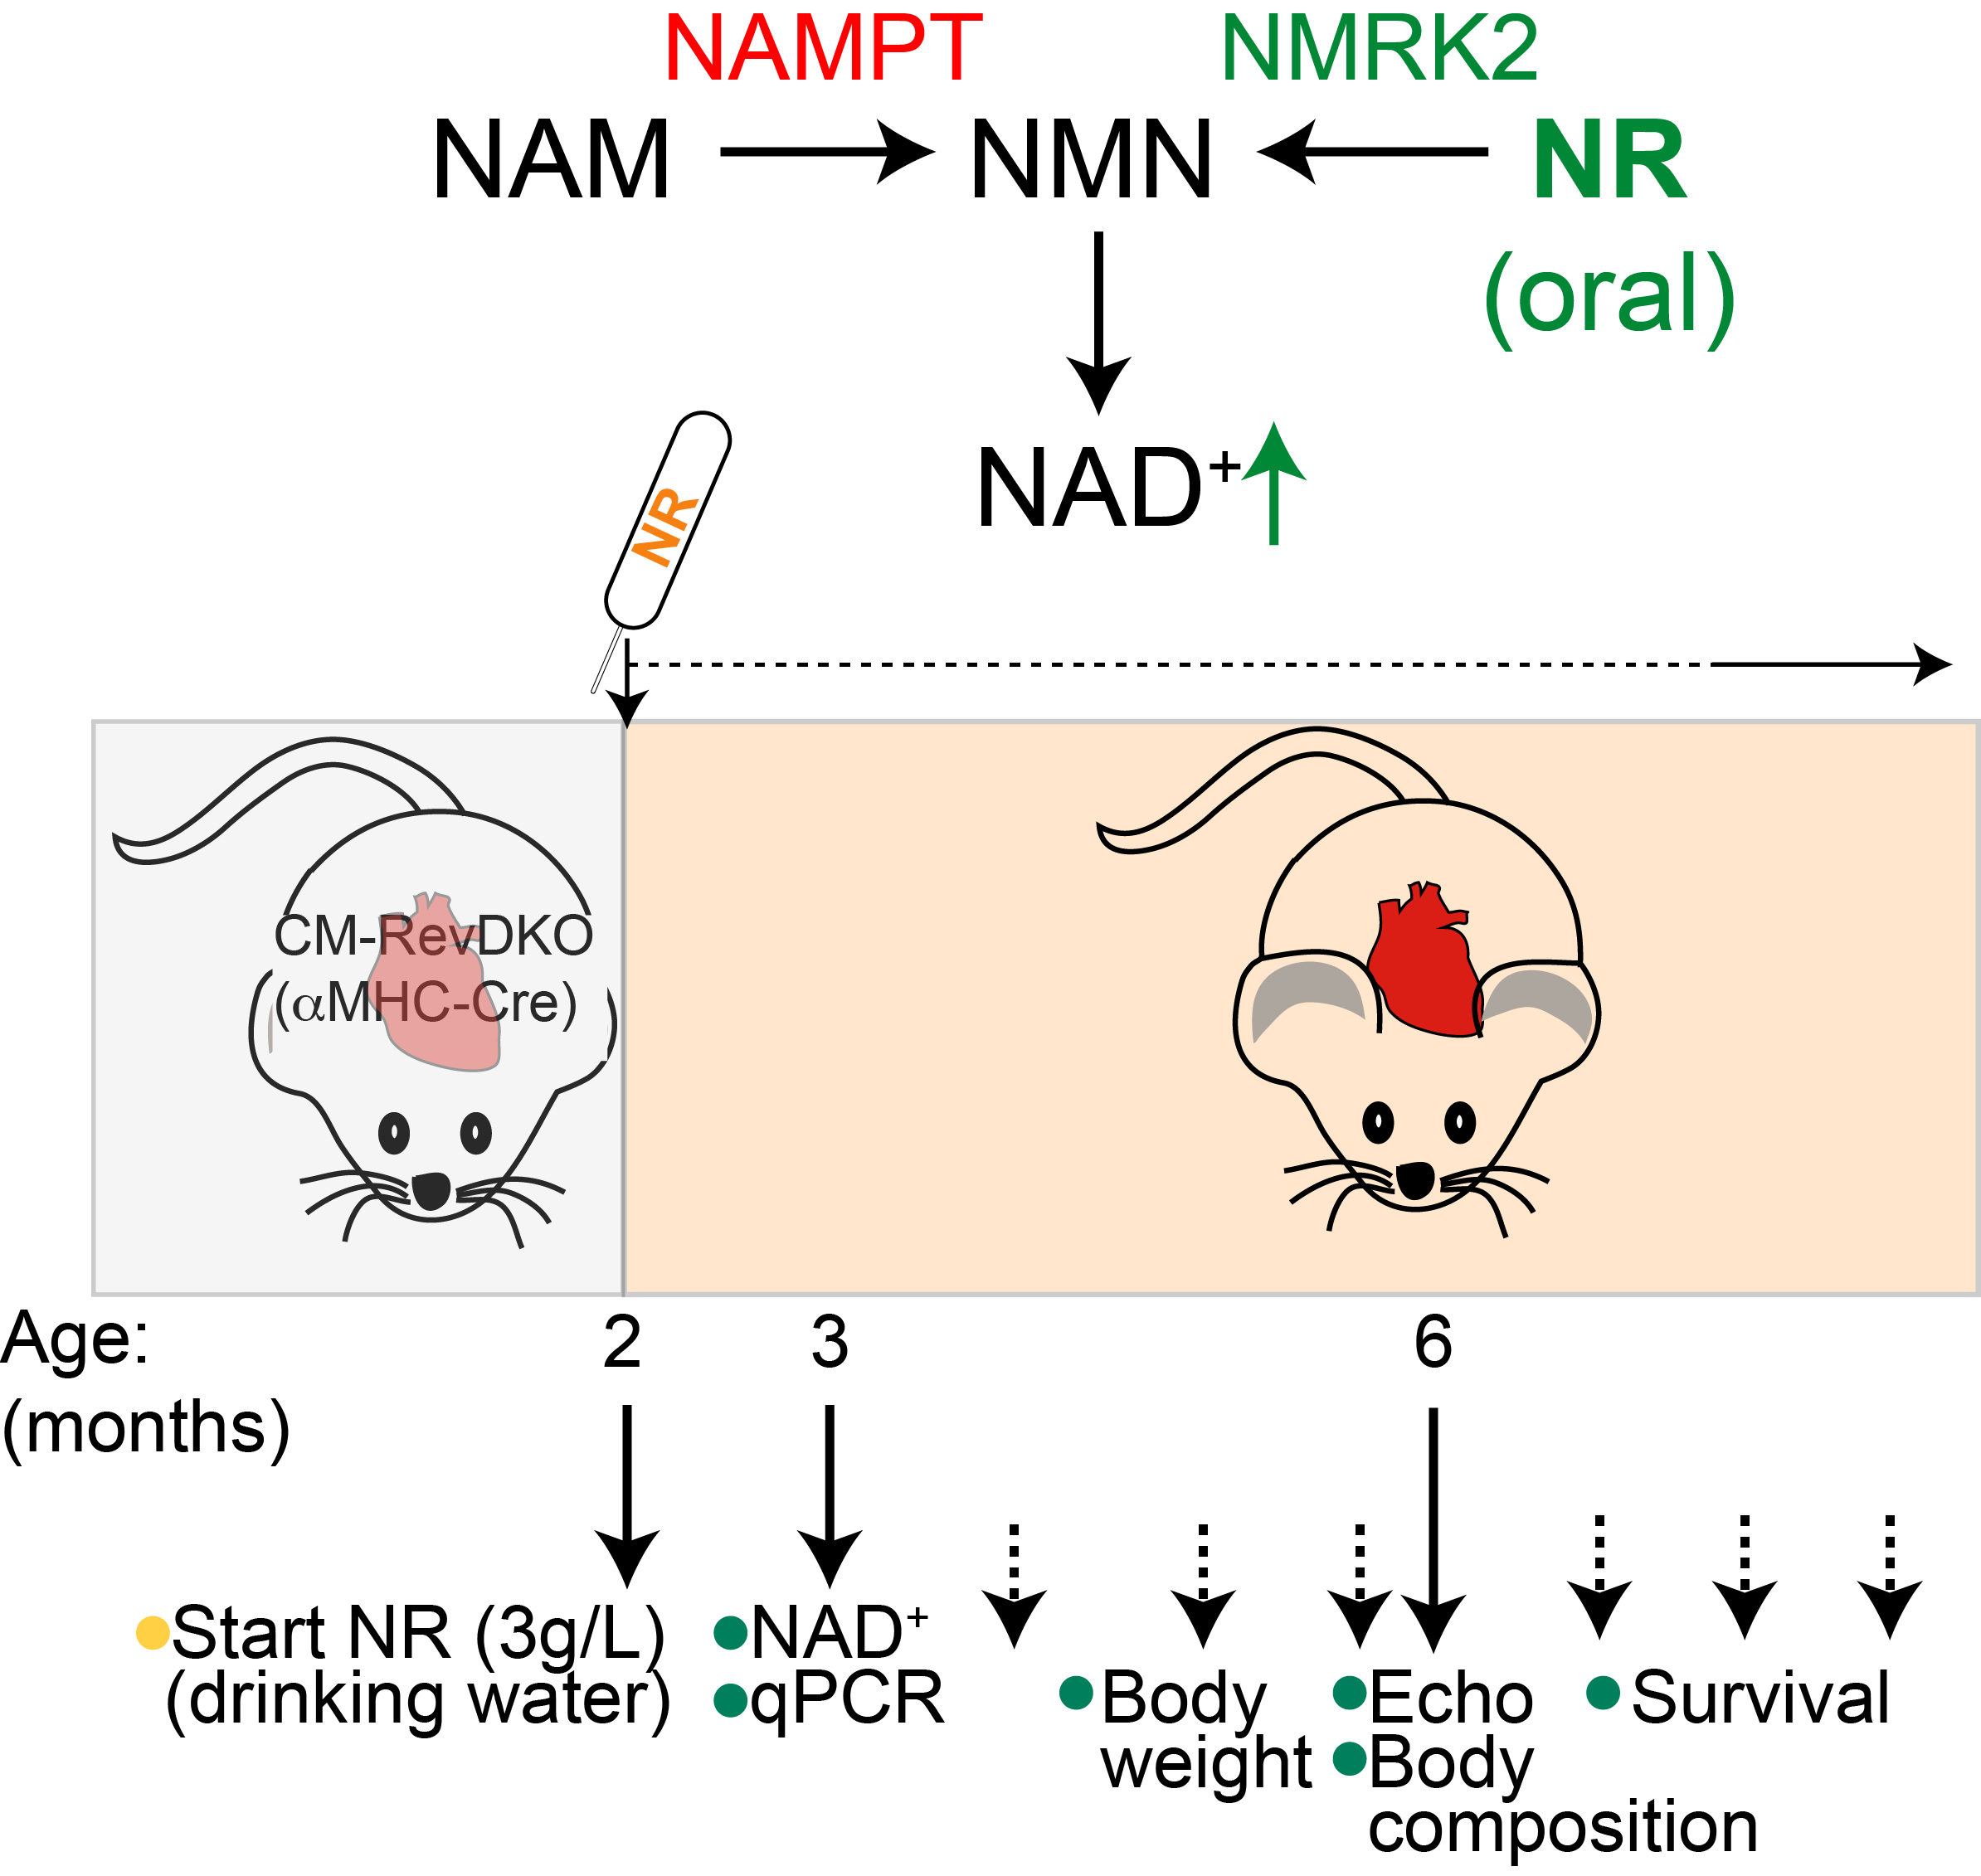 NAMPT NMRK2
NAM NMN NR
(oral)
NAD+
NR
CM-RevDKO
(αMHC-Cre)
Age: 2 3 6
(months)
Start NR (3g/L)
(drinking water)
NAD+
qPCR
Body
weight
Echo
Body
composition
Survival